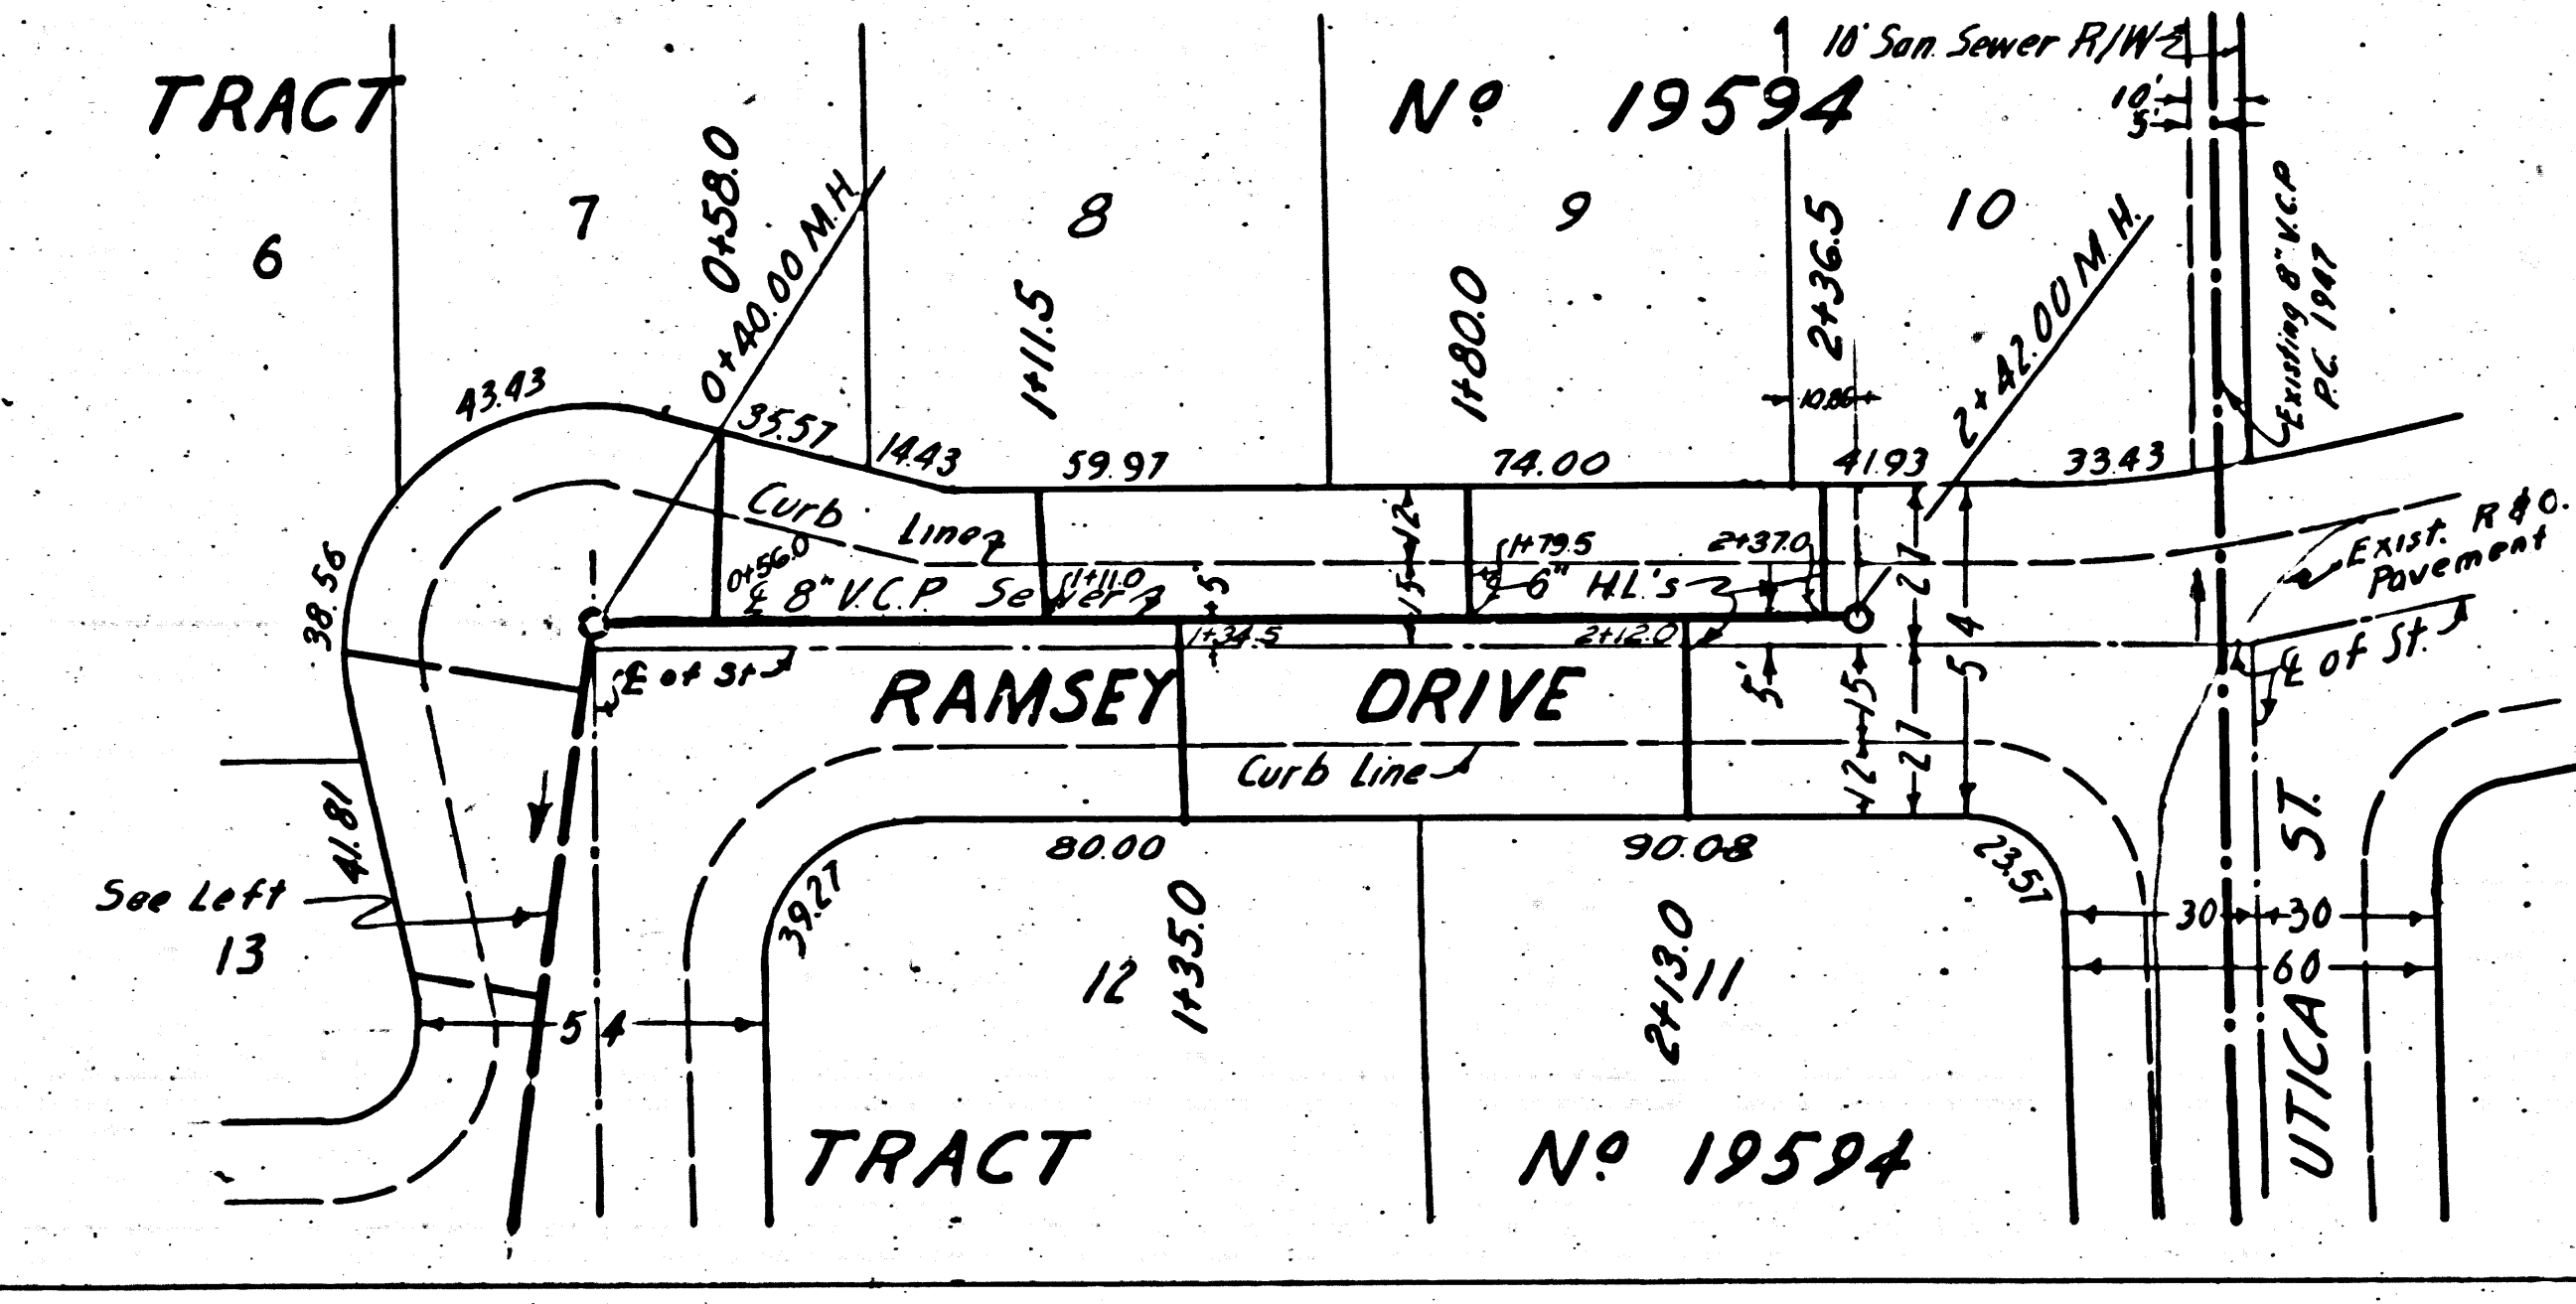 TRACT Nº 19594
10' San. Sewer R/W
10'
5'
6
7
8
9
10
0+58.0
0+40.00 M.H.
1+11.5
1+80.0
2+36.5
2+42.00 M.H.
Existing 8" V.C.P
P.C. 1947
43.43
35.57
14.43
59.97
74.00
10.86
41.93
33.43
Curb Line
12
15
27
54
Exist. R & O.
Pavement
38.56
0+56.0
℄ 8" V.C.P Sewer
1+11.0
5
1+79.5
6" H.L.'s
2+37.0
1+34.5
2+12.0
℄ of St.
℄ of St.
RAMSEY DRIVE
5'
15
12
27
Curb Line
41.81
See Left
13
39.27
80.00
90.08
23.57
30
30
60
54
12
1+35.0
2+13.0
11
UTICA ST.
TRACT Nº 19594